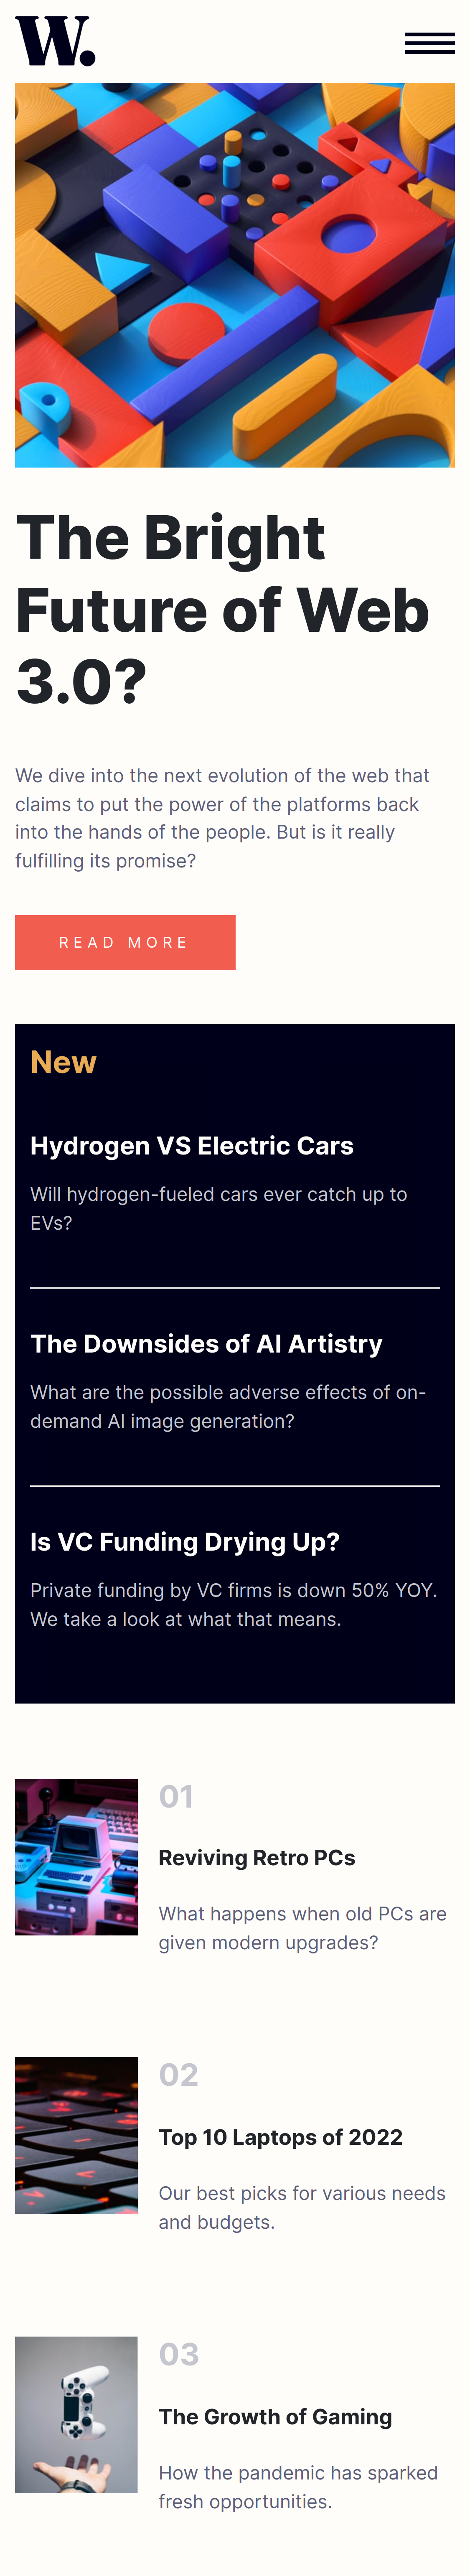 W.
The Bright
Future of Web
3.0?
We dive into the next evolution of the web that
claims to put the power of the platforms back
into the hands of the people. But is it really
fulfilling its promise?
READ MORE
New
Hydrogen VS Electric Cars
Will hydrogen-fueled cars ever catch up to
EVs?
The Downsides of AI Artistry
What are the possible adverse effects of on-
demand AI image generation?
Is VC Funding Drying Up?
Private funding by VC firms is down 50% YOY.
We take a look at what that means.
01
Reviving Retro PCs
What happens when old PCs are
given modern upgrades?
02
Top 10 Laptops of 2022
Our best picks for various needs
and budgets.
03
The Growth of Gaming
How the pandemic has sparked
fresh opportunities.